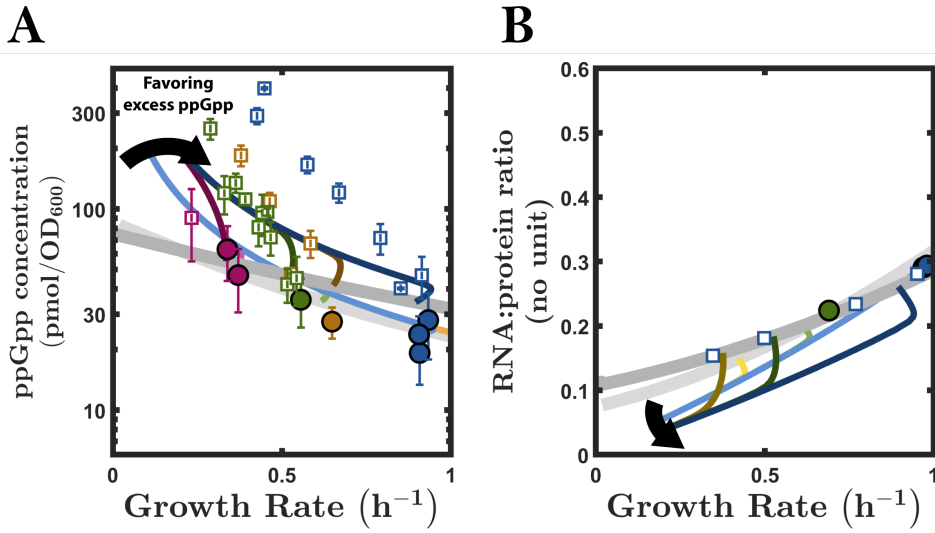 A
Favoring
excess ppGpp
ppGpp concentration
(pmol/OD600)
300
100
30
10
0
0.5
1
Growth Rate (h−1)
B
RNA:protein ratio
(no unit)
0.6
0.5
0.4
0.3
0.2
0.1
0
0
0.5
1
Growth Rate (h−1)